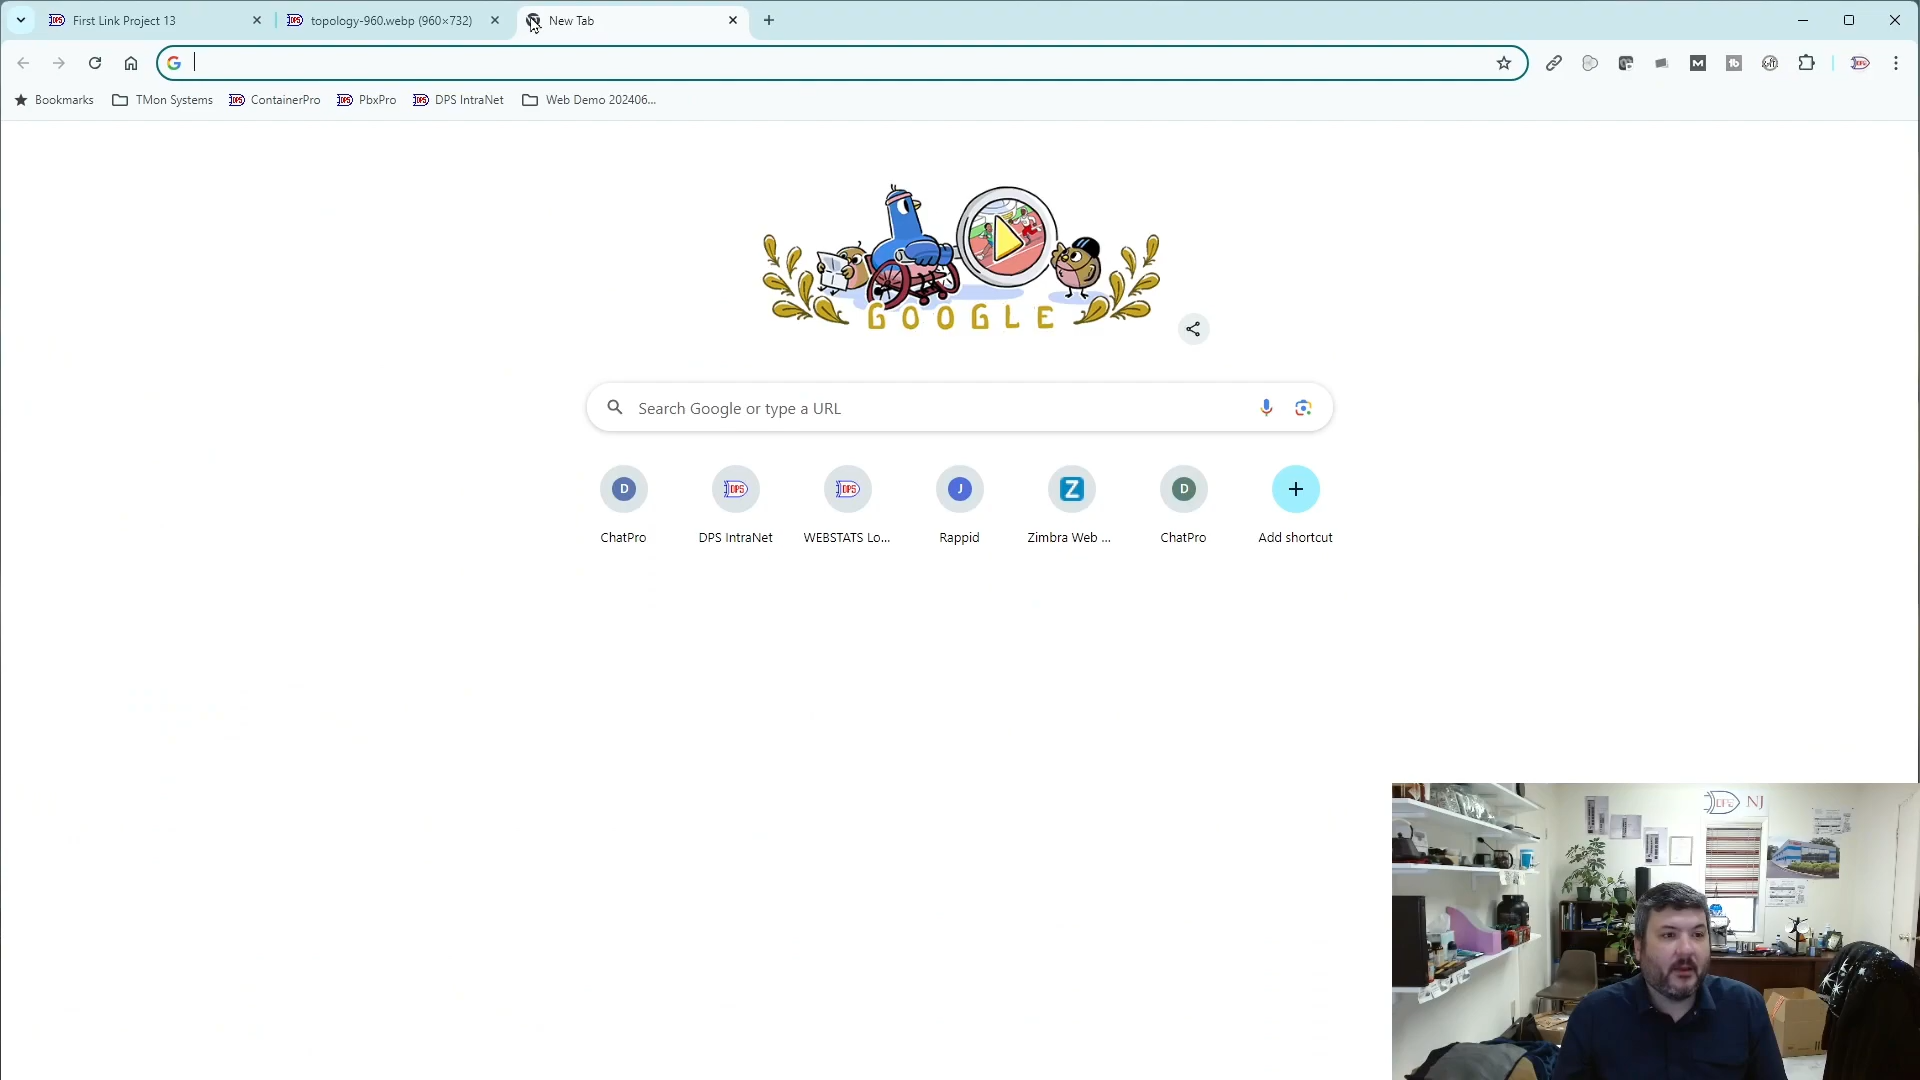 First Link Project 13
topology-960.webp (960×732)
New Tab
Bookmarks
TMon Systems
ContainerPro
PbxPro
DPS IntraNet
Web Demo 202406...
GOOGLE
Search Google or type a URL
ChatPro
DPS IntraNet
WEBSTATS Lo...
Rappid
Zimbra Web ...
ChatPro
Add shortcut
DPS NJ